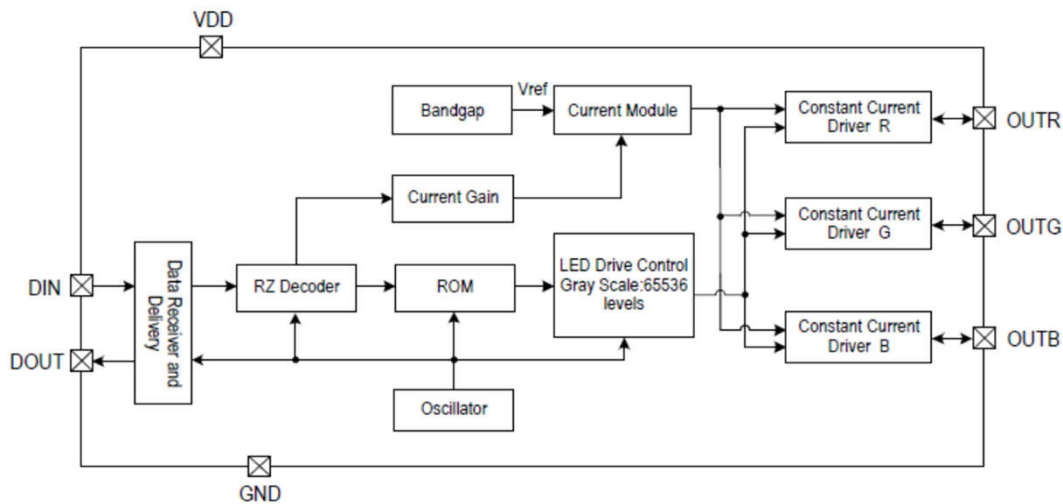 VDD
Vref
Bandgap
Current Module
Constant Current
Driver R
OUTR
Current Gain
Constant Current
Driver G
OUTG
Data Receiver and
Delivery
DIN
RZ Decoder
ROM
LED Drive Control
Gray Scale:65536
levels
DOUT
Constant Current
Driver B
OUTB
Oscillator
GND